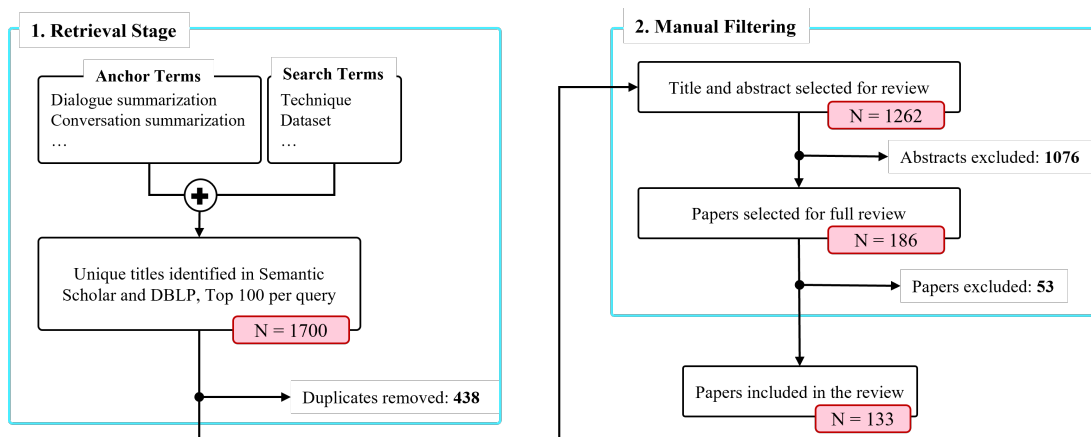 1. Retrieval Stage
Anchor Terms
Dialogue summarization
Conversation summarization
…
Search Terms
Technique
Dataset
…
Unique titles identified in Semantic
Scholar and DBLP, Top 100 per query
N = 1700
Duplicates removed: 438
2. Manual Filtering
Title and abstract selected for review
N = 1262
Abstracts excluded: 1076
Papers selected for full review
N = 186
Papers excluded: 53
Papers included in the review
N = 133